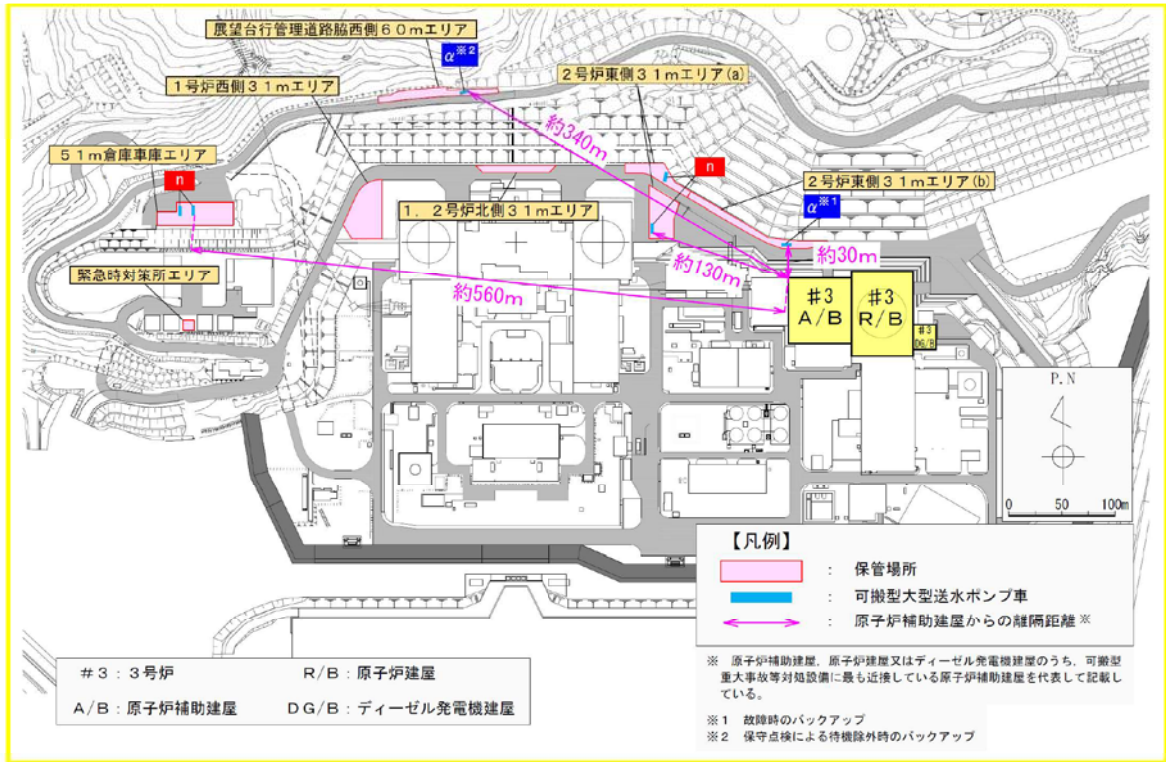 展望台行管理道路脇西側60mエリア
α※2
2号炉東側31mエリア(a)
1号炉西側31mエリア
約340m
51m倉庫車庫エリア
n
n
2号炉東側31mエリア(b)
α※1
1、2号炉北側31mエリア
約30m
約130m
緊急時対策所エリア
約560m
#3
A/B
#3
R/B
#3
DG/B
P.N
0 50 100m
【凡例】
: 保管場所
: 可搬型大型送水ポンプ車
: 原子炉補助建屋からの離隔距離※
#3:3号炉
R/B:原子炉建屋
A/B:原子炉補助建屋
DG/B:ディーゼル発電機建屋
※ 原子炉補助建屋,原子炉建屋又はディーゼル発電機建屋のうち,可搬型
重大事故等対処設備に最も近接している原子炉補助建屋を代表して記載し
ている。
※1 故障時のバックアップ
※2 保守点検による待機除外時のバックアップ